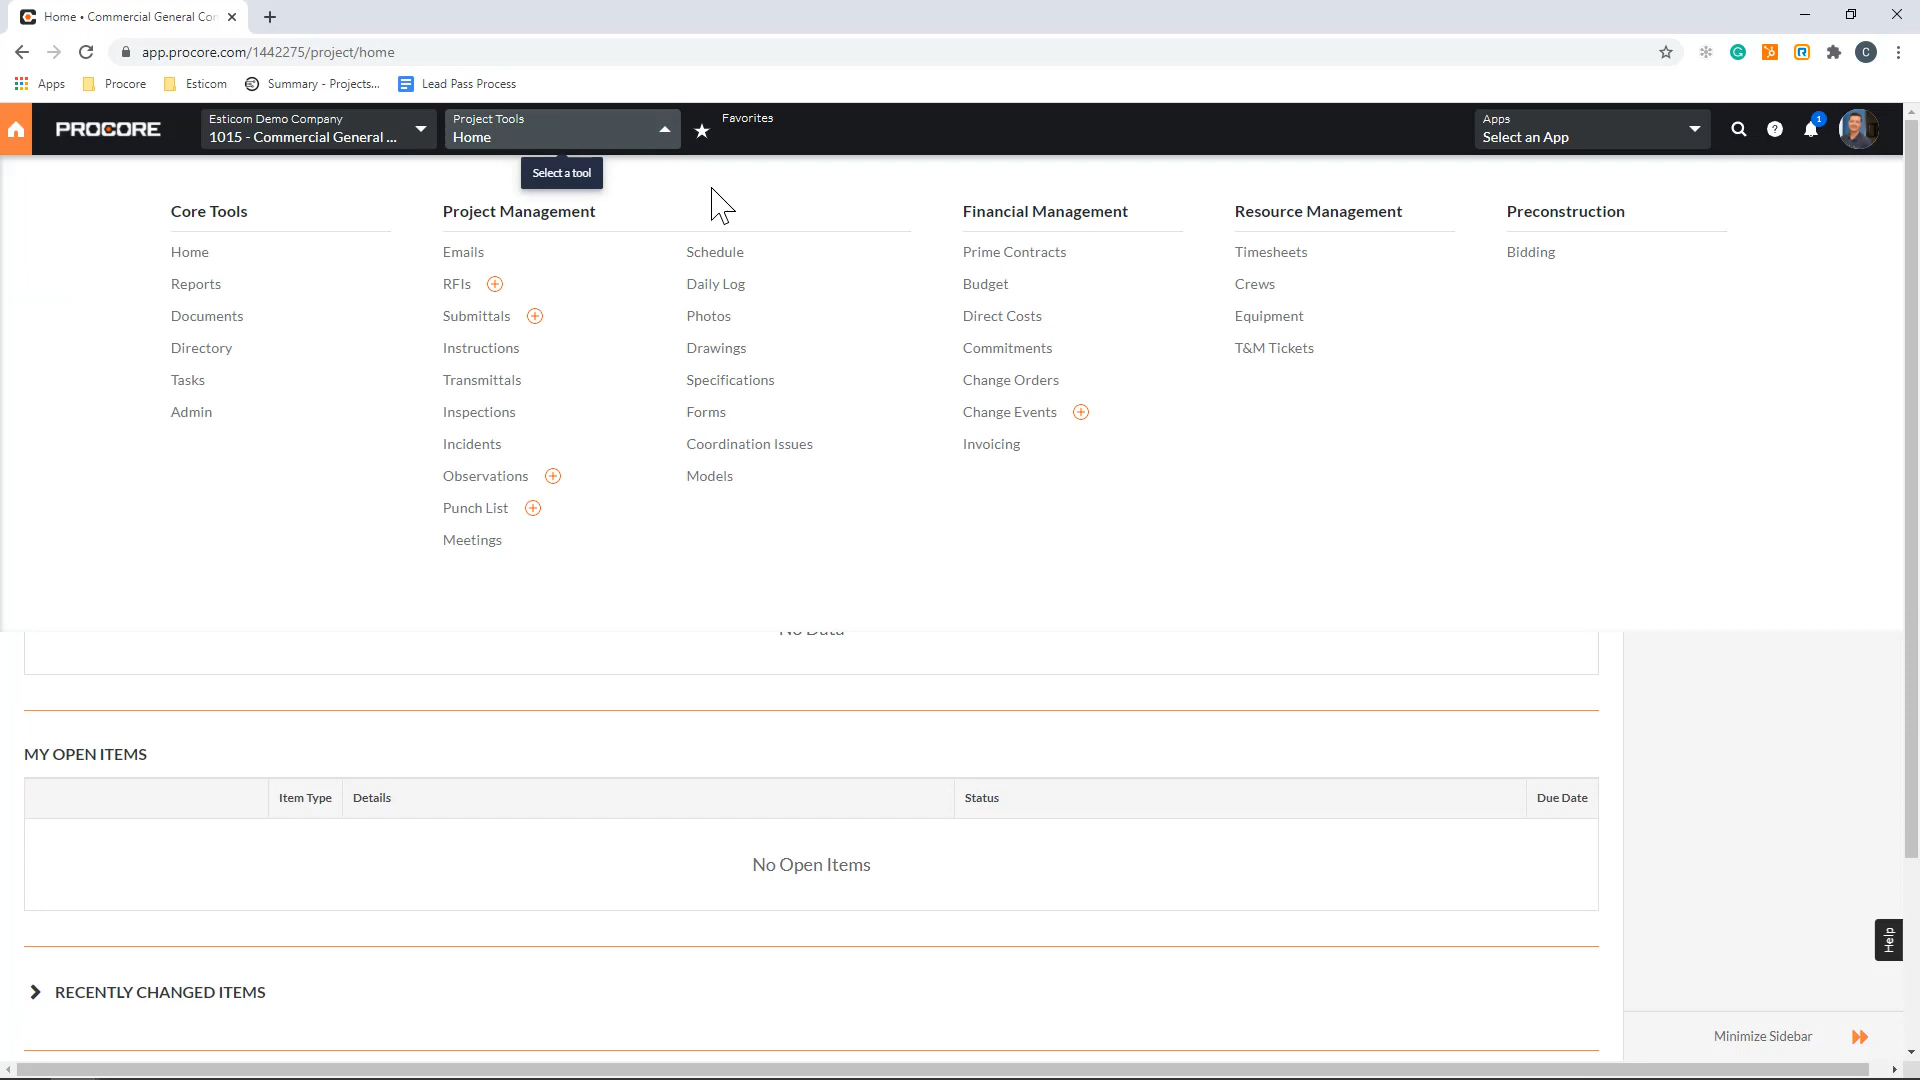 Home • Commercial General Con
app.procore.com/1442275/project/home
Apps
Procore
Esticom
Summary - Projects...
Lead Pass Process
PROCORE
Esticom Demo Company
1015 - Commercial General ...
Project Tools
Home
Favorites
Apps
Select an App
1
Select a tool
Core Tools
Home
Reports
Documents
Directory
Tasks
Admin
Project Management
Emails
RFIs
Submittals
Instructions
Transmittals
Inspections
Incidents
Observations
Punch List
Meetings
Schedule
Daily Log
Photos
Drawings
Specifications
Forms
Coordination Issues
Models
Financial Management
Prime Contracts
Budget
Direct Costs
Commitments
Change Orders
Change Events
Invoicing
Resource Management
Timesheets
Crews
Equipment
T&M Tickets
Preconstruction
Bidding
No Data
MY OPEN ITEMS
Item Type
Details
Status
Due Date
No Open Items
Help
RECENTLY CHANGED ITEMS
Minimize Sidebar